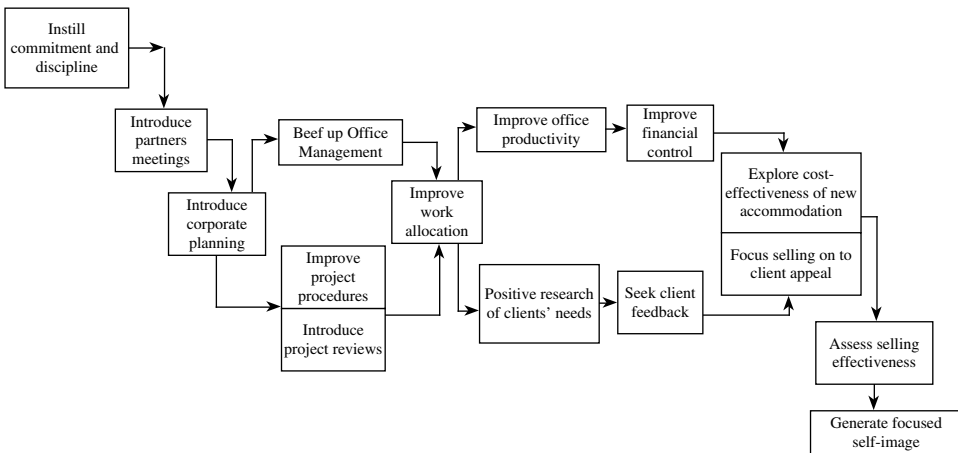 Instill
commitment and
discipline
Introduce
partners
meetings
Introduce
corporate
planning
Beef up Office
Management
Improve
project
procedures
Introduce
project reviews
Improve
work
allocation
Improve office
productivity
Improve
financial
control
Positive research
of clients’ needs
Seek client
feedback
Explore cost-
effectiveness of new
accommodation
Focus selling on to
client appeal
Assess selling
effectiveness
Generate focused
self-image